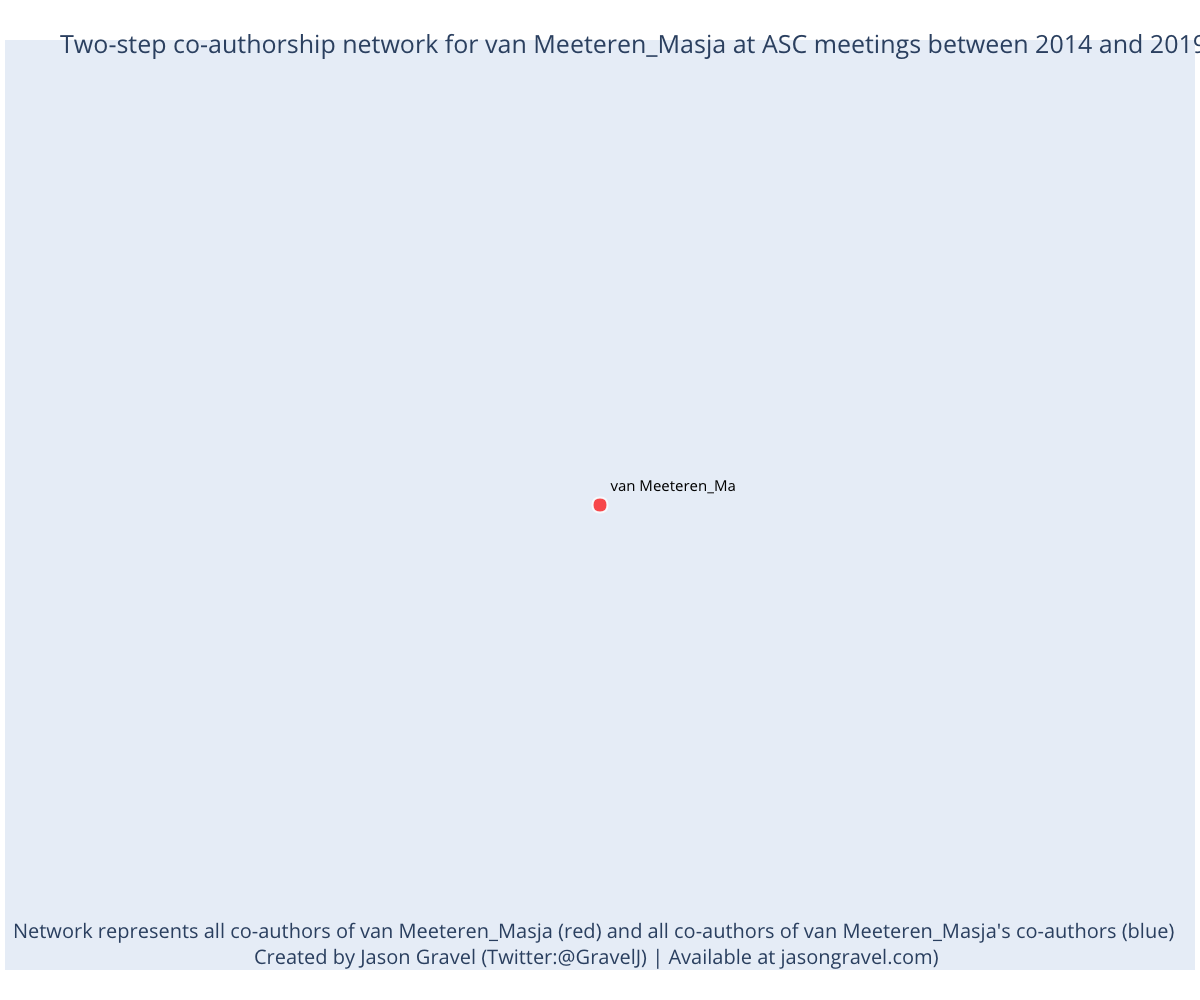 Two-step co-authorship network for van Meeteren_Masja at ASC meetings between 2014 and 2019
van Meeteren_Ma
Network represents all co-authors of van Meeteren_Masja (red) and all co-authors of van Meeteren_Masja's co-authors (blue)
Created by Jason Gravel (Twitter:@GravelJ) | Available at jasongravel.com)